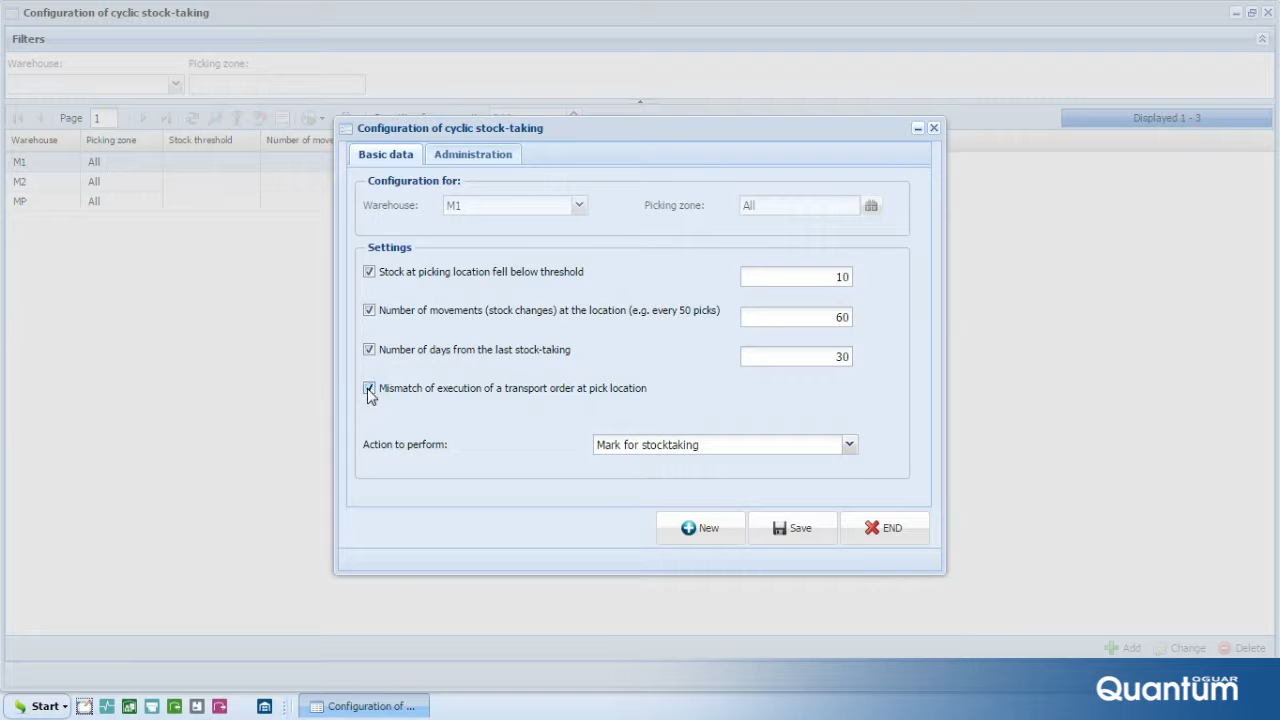 Configuration of cyclic stock-taking
Filters
Warehouse:
Picking zone:
Page 1
Displayed 1 - 3
Warehouse
Picking zone
Stock threshold
M1 All
M2 All
MP All
Configuration of cyclic stock-taking
Basic data
Administration
Configuration for:
Warehouse: M1
Picking zone: All
Settings
Stock at picking location fell below threshold 10
Number of movements (stock changes) at the location (e.g. every 50 picks) 60
Number of days from the last stock-taking 30
Mismatch of execution of a transport order at pick location
Action to perform: Mark for stocktaking
New
Save
END
Add
Change
Delete
OGUAR
Quantum
Start
Configuration of ...